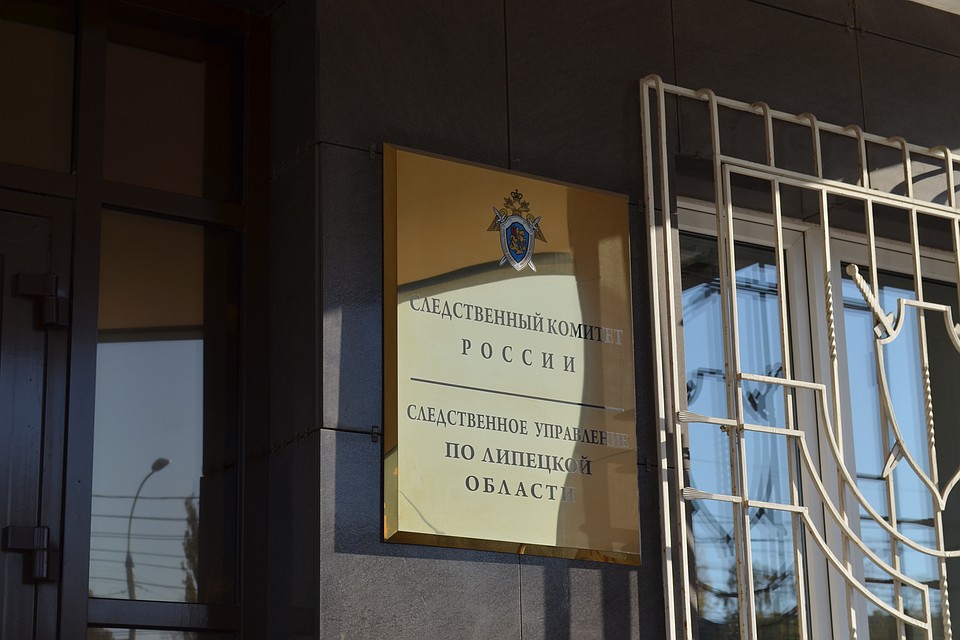 СЛЕДСТВЕННЫЙ КОМИТЕТ
РОССИИ
СЛЕДСТВЕННОЕ УПРАВЛЕНИЕ
ПО ЛИПЕЦКОЙ
ОБЛАСТИ